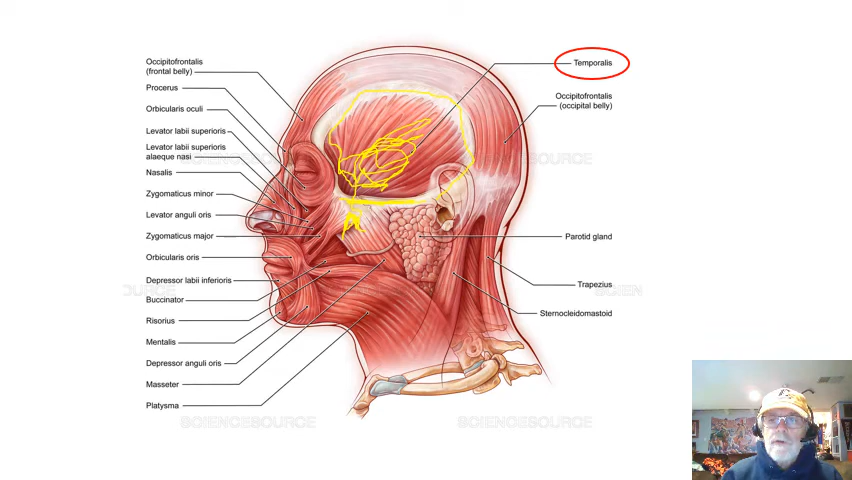 Occipitofrontalis
(frontal belly)
Procerus
Orbicularis oculi
Levator labii superioris
Levator labii superioris
alaeque nasi
Nasalis
Zygomaticus minor
Levator anguli oris
Zygomaticus major
Orbicularis oris
Depressor labii inferioris
Buccinator
Risorius
Mentalis
Depressor anguli oris
Masseter
Platysma
Temporalis
Occipitofrontalis
(occipital belly)
Parotid gland
Trapezius
Sternocleidomastoid
SCIENCESOURCE
SCIENCESOURCE